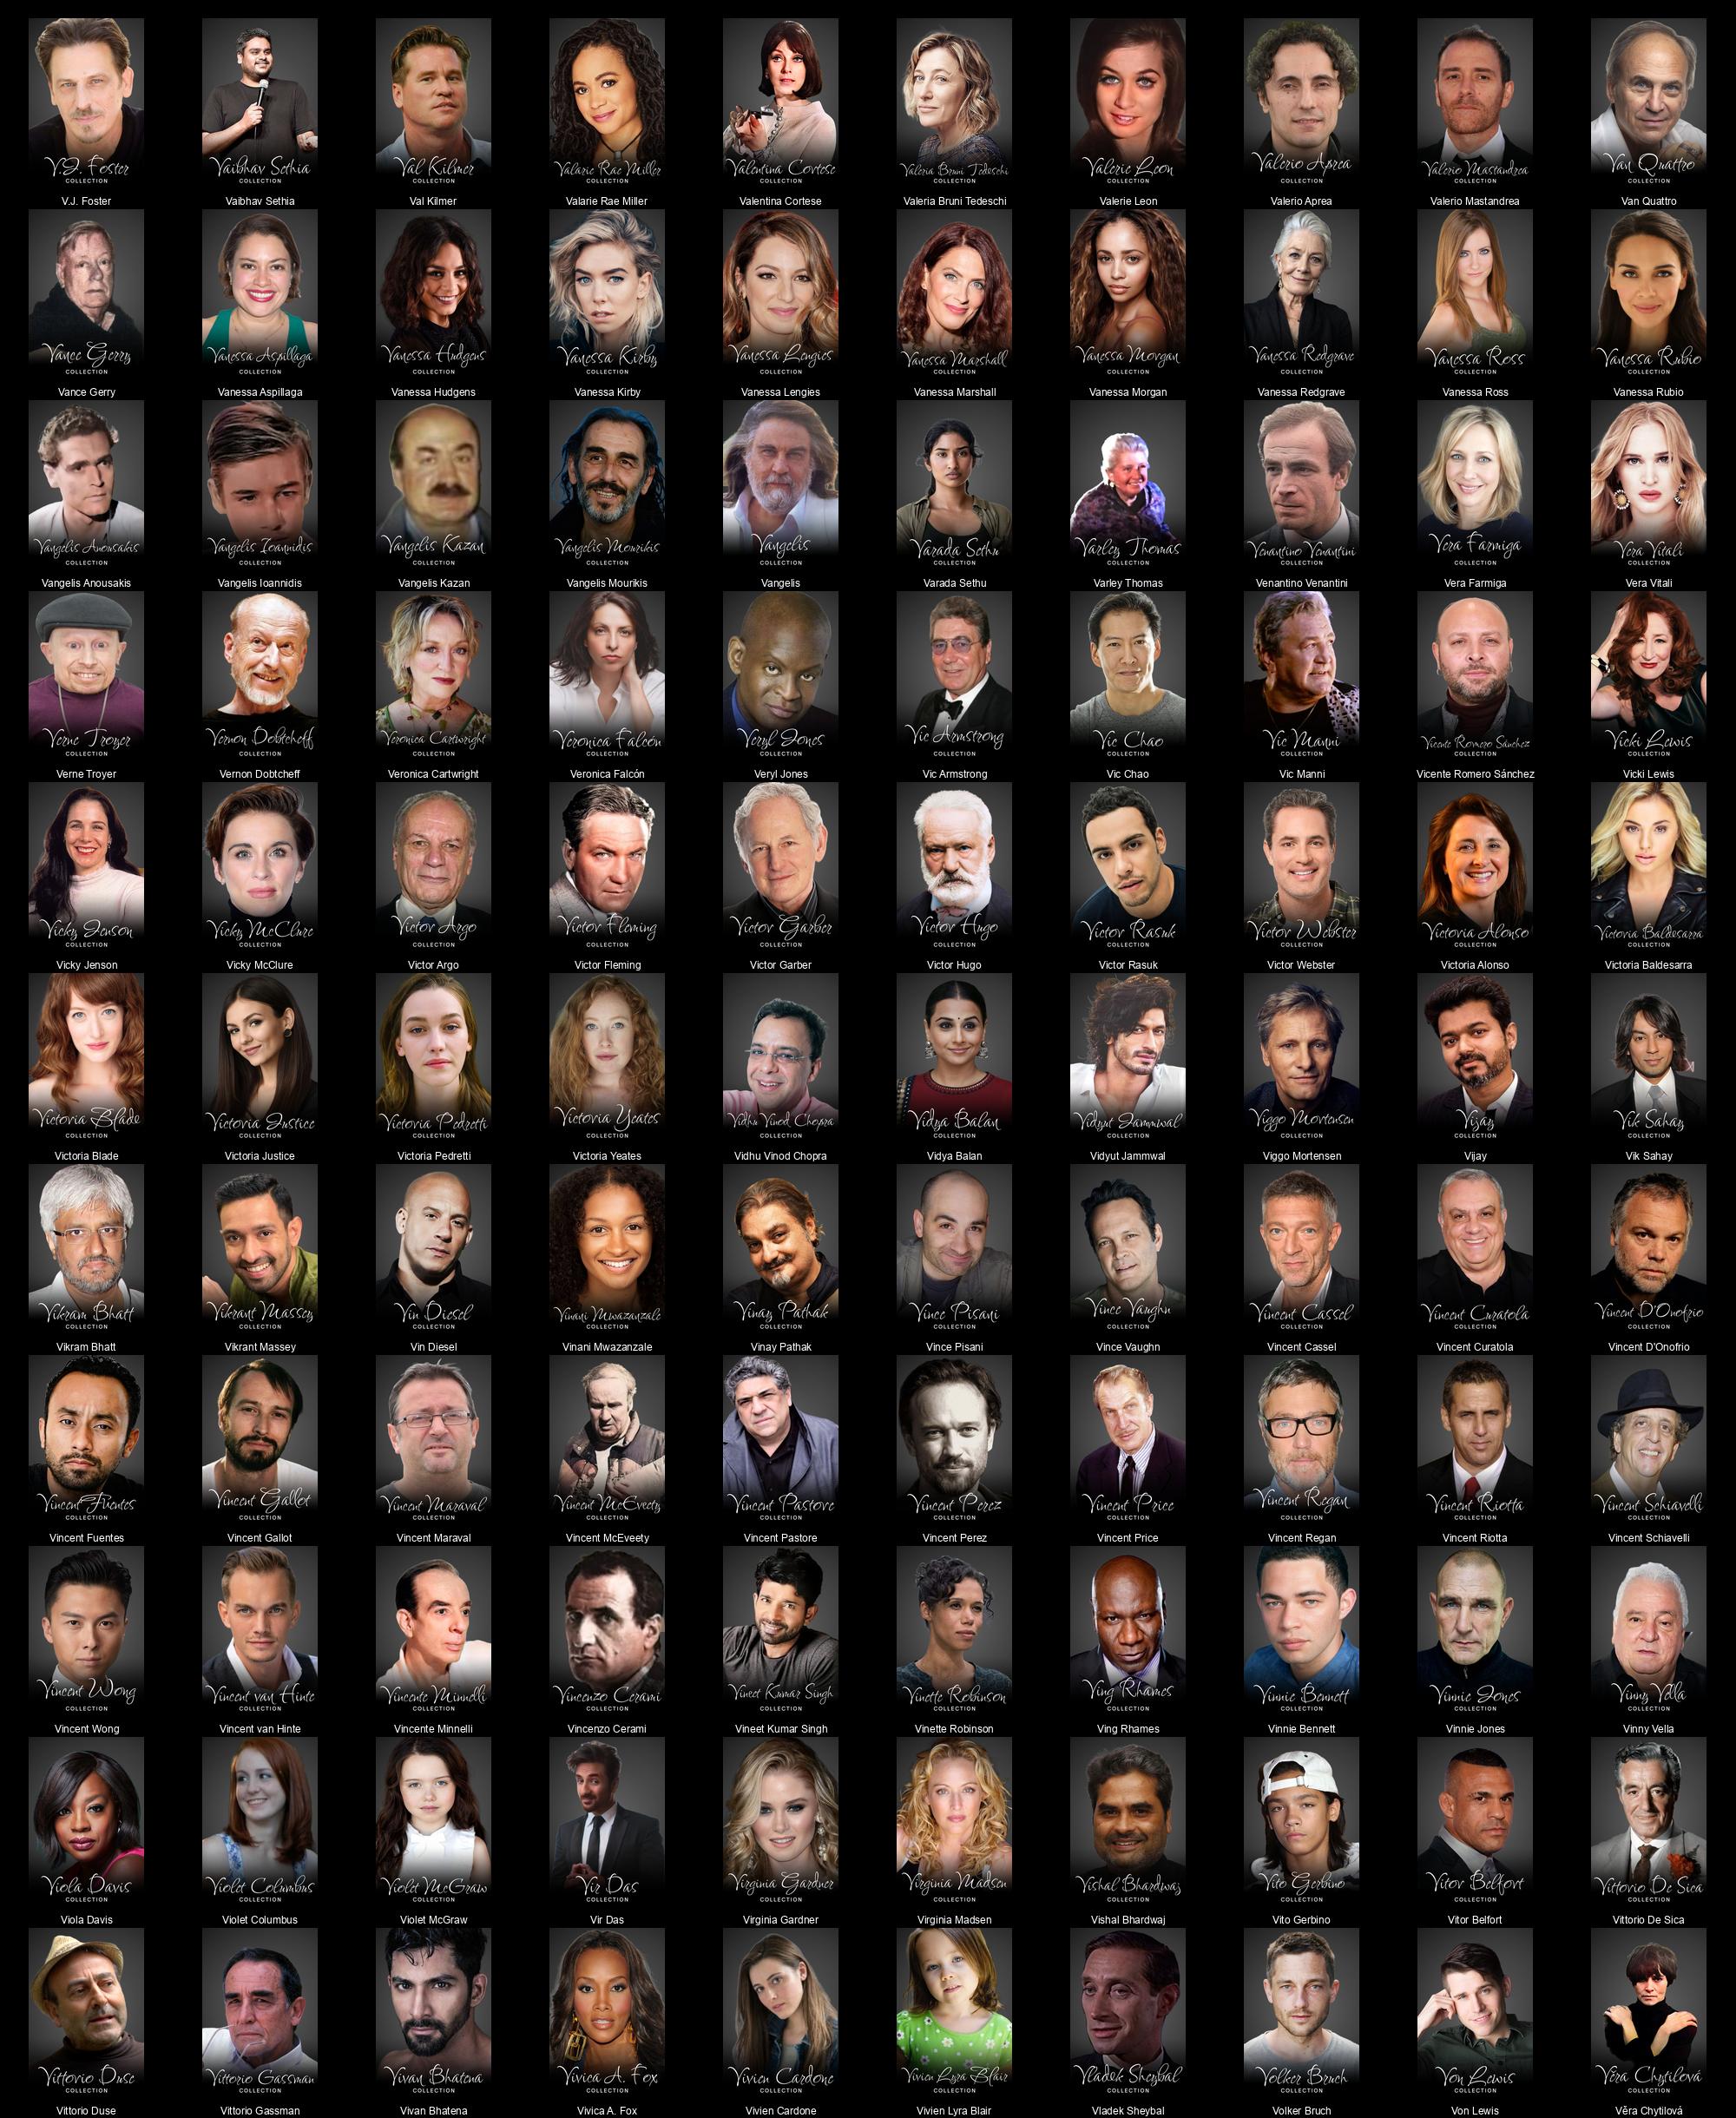 V.J. Foster Vaibhav Sethia Val Kilmer Valarie Rae Miller Valentina Cortese Valeria Bruni Tedeschi Valerie Leon Valerio Aprea Valerio Mastandrea Van Quattro
COLLECTION COLLECTION COLLECTION COLLECTION COLLECTION COLLECTION COLLECTION COLLECTION COLLECTION COLLECTION
V.J. Foster Vaibhav Sethia Val Kilmer Valarie Rae Miller Valentina Cortese Valeria Bruni Tedeschi Valerie Leon Valerio Aprea Valerio Mastandrea Van Quattro
Vance Gerry Vanessa Aspillaga Vanessa Hudgens Vanessa Kirby Vanessa Lengies Vanessa Marshall Vanessa Morgan Vanessa Redgrave Vanessa Ross Vanessa Rubio
COLLECTION COLLECTION COLLECTION COLLECTION COLLECTION COLLECTION COLLECTION COLLECTION COLLECTION COLLECTION
Vance Gerry Vanessa Aspillaga Vanessa Hudgens Vanessa Kirby Vanessa Lengies Vanessa Marshall Vanessa Morgan Vanessa Redgrave Vanessa Ross Vanessa Rubio
Vangelis Anousakis Vangelis Ioannidis Vangelis Kazan Vangelis Mourikis Vangelis Varada Sethu Varley Thomas Venantino Venantini Vera Farmiga Vera Vitali
COLLECTION COLLECTION COLLECTION COLLECTION COLLECTION COLLECTION COLLECTION COLLECTION COLLECTION COLLECTION
Vangelis Anousakis Vangelis Ioannidis Vangelis Kazan Vangelis Mourikis Vangelis Varada Sethu Varley Thomas Venantino Venantini Vera Farmiga Vera Vitali
Verne Troyer Vernon Dobtcheff Veronica Cartwright Veronica Falcón Veryl Jones Vic Armstrong Vic Chao Vic Manni Vicente Romero Sánchez Vicki Lewis
COLLECTION COLLECTION COLLECTION COLLECTION COLLECTION COLLECTION COLLECTION COLLECTION COLLECTION COLLECTION
Verne Troyer Vernon Dobtcheff Veronica Cartwright Veronica Falcón Veryl Jones Vic Armstrong Vic Chao Vic Manni Vicente Romero Sánchez Vicki Lewis
Vicky Jenson Vicky McClure Victor Argo Victor Fleming Victor Garber Victor Hugo Victor Rasuk Victor Webster Victoria Alonso Victoria Baldesarra
COLLECTION COLLECTION COLLECTION COLLECTION COLLECTION COLLECTION COLLECTION COLLECTION COLLECTION COLLECTION
Vicky Jenson Vicky McClure Victor Argo Victor Fleming Victor Garber Victor Hugo Victor Rasuk Victor Webster Victoria Alonso Victoria Baldesarra
Victoria Blade Victoria Justice Victoria Pedretti Victoria Yeates Vidhu Vinod Chopra Vidya Balan Vidyut Jammwal Viggo Mortensen Vijay Vik Sahay
COLLECTION COLLECTION COLLECTION COLLECTION COLLECTION COLLECTION COLLECTION COLLECTION COLLECTION COLLECTION
Victoria Blade Victoria Justice Victoria Pedretti Victoria Yeates Vidhu Vinod Chopra Vidya Balan Vidyut Jammwal Viggo Mortensen Vijay Vik Sahay
Vikram Bhatt Vikrant Massey Vin Diesel Vinani Mwazanzale Vinay Pathak Vince Pisani Vince Vaughn Vincent Cassel Vincent Curatola Vincent D'Onofrio
COLLECTION COLLECTION COLLECTION COLLECTION COLLECTION COLLECTION COLLECTION COLLECTION COLLECTION COLLECTION
Vikram Bhatt Vikrant Massey Vin Diesel Vinani Mwazanzale Vinay Pathak Vince Pisani Vince Vaughn Vincent Cassel Vincent Curatola Vincent D'Onofrio
Vincent Fuentes Vincent Gallot Vincent Maraval Vincent McEveety Vincent Pastore Vincent Perez Vincent Price Vincent Regan Vincent Riotta Vincent Schiavelli
COLLECTION COLLECTION COLLECTION COLLECTION COLLECTION COLLECTION COLLECTION COLLECTION COLLECTION COLLECTION
Vincent Fuentes Vincent Gallot Vincent Maraval Vincent McEveety Vincent Pastore Vincent Perez Vincent Price Vincent Regan Vincent Riotta Vincent Schiavelli
Vincent Wong Vincent van Hinte Vincente Minnelli Vincenzo Cerami Vineet Kumar Singh Vinette Robinson Ving Rhames Vinnie Bennett Vinnie Jones Vinny Vella
COLLECTION COLLECTION COLLECTION COLLECTION COLLECTION COLLECTION COLLECTION COLLECTION COLLECTION COLLECTION
Vincent Wong Vincent van Hinte Vincente Minnelli Vincenzo Cerami Vineet Kumar Singh Vinette Robinson Ving Rhames Vinnie Bennett Vinnie Jones Vinny Vella
Viola Davis Violet Columbus Violet McGraw Vir Das Virginia Gardner Virginia Madsen Vishal Bhardwaj Vito Gerbino Vitor Belfort Vittorio De Sica
COLLECTION COLLECTION COLLECTION COLLECTION COLLECTION COLLECTION COLLECTION COLLECTION COLLECTION COLLECTION
Viola Davis Violet Columbus Violet McGraw Vir Das Virginia Gardner Virginia Madsen Vishal Bhardwaj Vito Gerbino Vitor Belfort Vittorio De Sica
Vittorio Duse Vittorio Gassman Vivan Bhatena Vivica A. Fox Vivien Cardone Vivien Lyra Blair Vladek Sheybal Volker Bruch Von Lewis Věra Chytilová
COLLECTION COLLECTION COLLECTION COLLECTION COLLECTION COLLECTION COLLECTION COLLECTION COLLECTION COLLECTION
Vittorio Duse Vittorio Gassman Vivan Bhatena Vivica A. Fox Vivien Cardone Vivien Lyra Blair Vladek Sheybal Volker Bruch Von Lewis Věra Chytilová